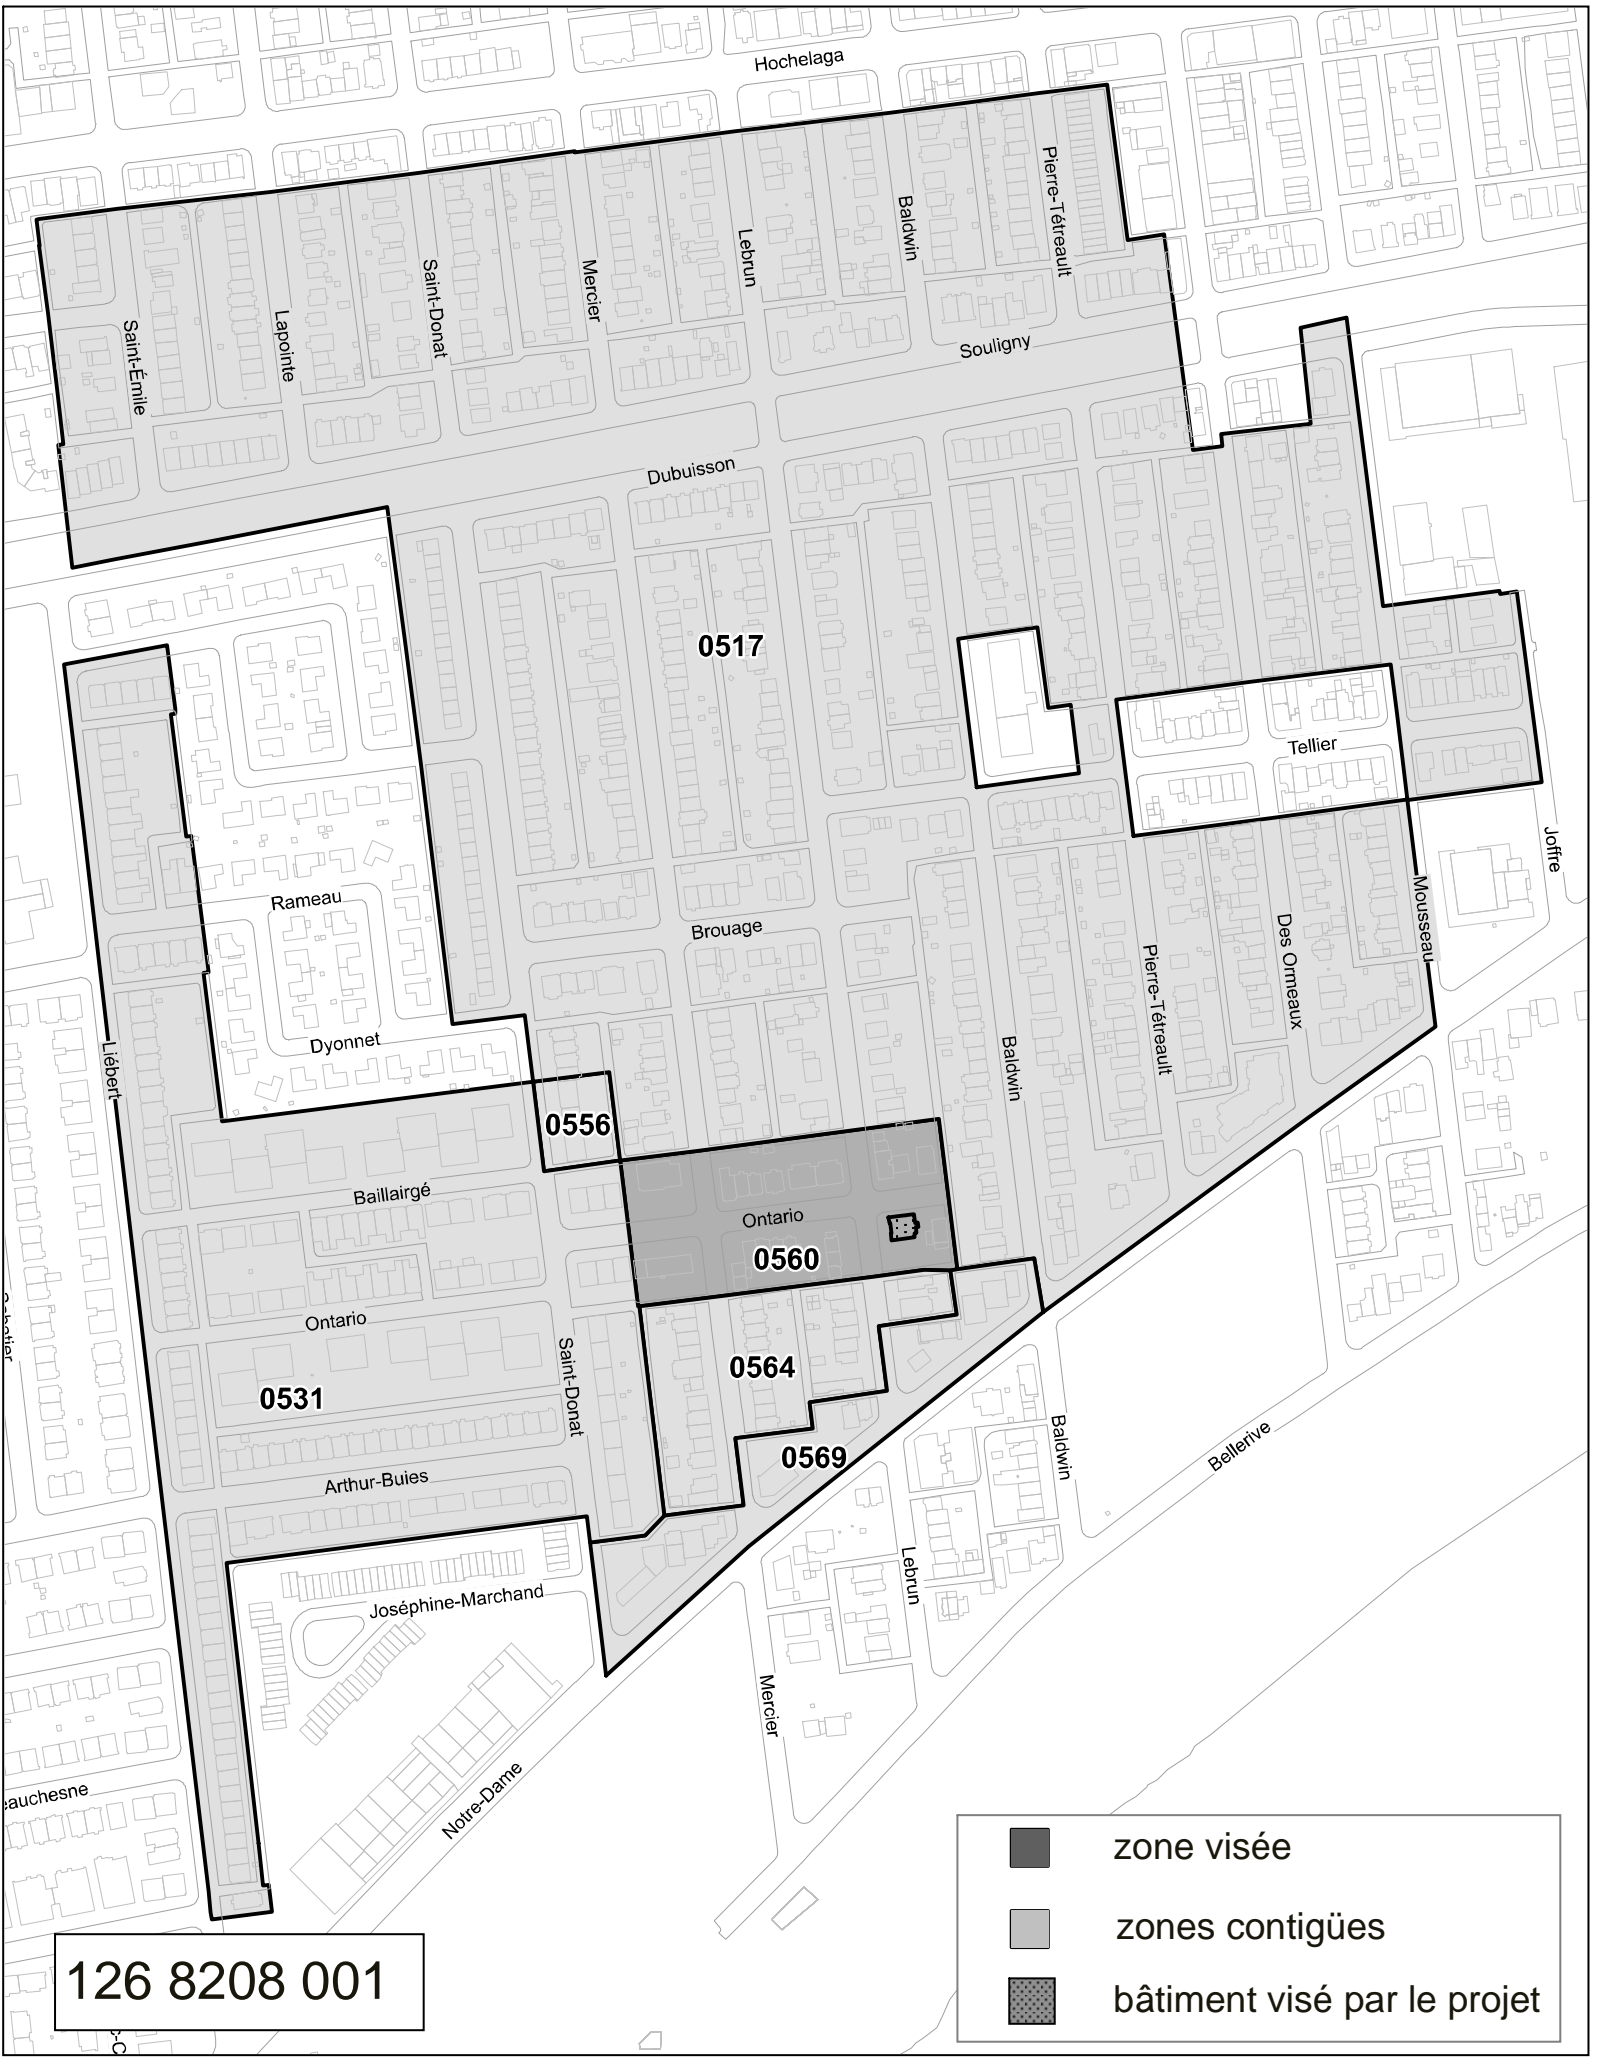 Hochelaga
Pierre-Tétreault
Baldwin
Lebrun
Mercier
Saint-Donat
Lapointe
Saint-Émile
Souligny
Dubuisson
0517
Tellier
Joffre
Mousseau
Rameau
Brouage
Des Ormeaux
Pierre-Tétreault
Dyonnet
Liébert
Baldwin
0556
Baillairgé
Ontario
0560
Ontario
0564
Saint-Donat
0531
Baldwin
Bellerive
0569
Arthur-Buies
Lebrun
Joséphine-Marchand
Mercier
Notre-Dame
eauchesne
zone visée
zones contigües
bâtiment visé par le projet
126 8208 001